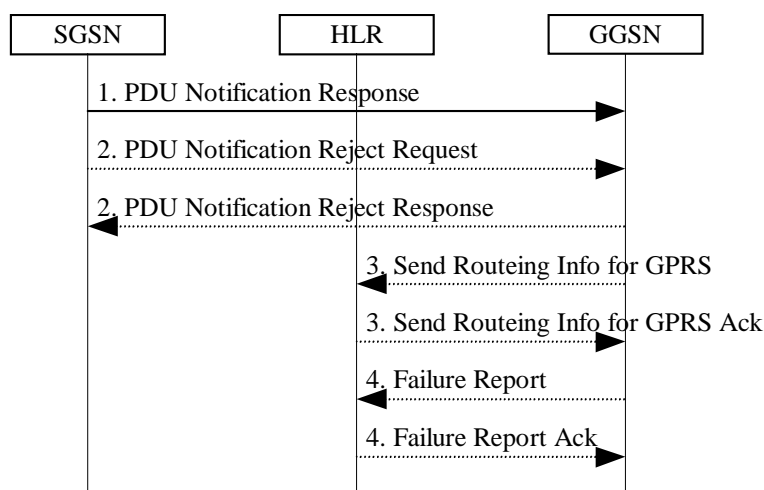 SGSN
HLR
GGSN
1. PDU Notification Response
2. PDU Notification Reject Request
2. PDU Notification Reject Response
3. Send Routeing Info for GPRS
3. Send Routeing Info for GPRS Ack
4. Failure Report
4. Failure Report Ack